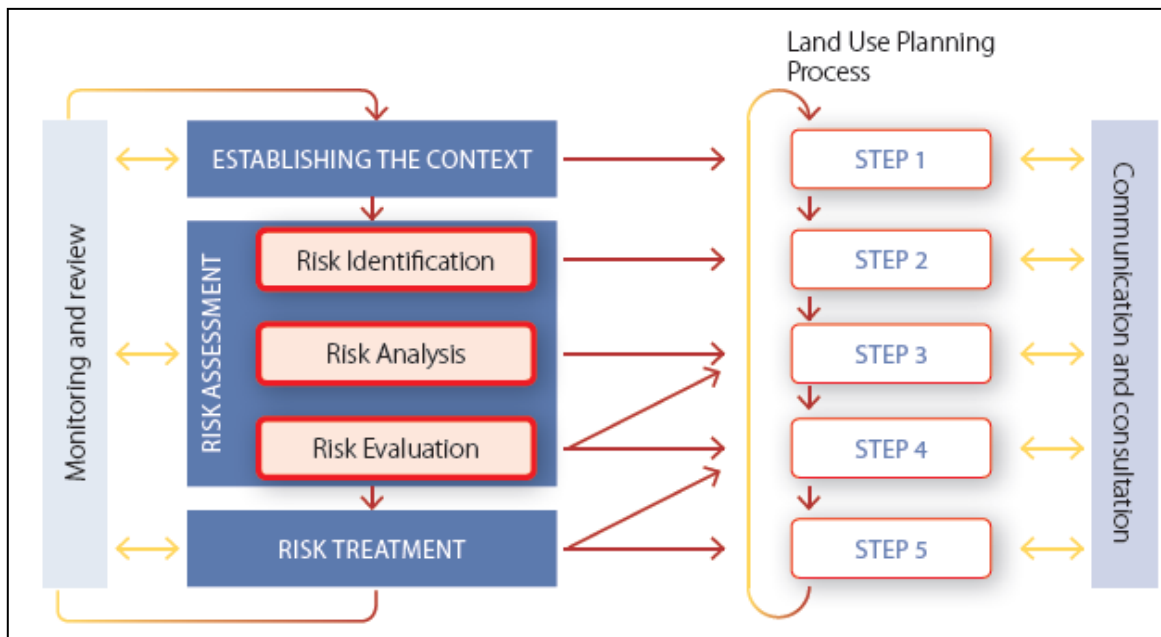 Land Use Planning
Process
Monitoring and review
ESTABLISHING THE CONTEXT
RISK ASSESSMENT
Risk Identification
Risk Analysis
Risk Evaluation
RISK TREATMENT
STEP 1
STEP 2
STEP 3
STEP 4
STEP 5
Communication and consultation